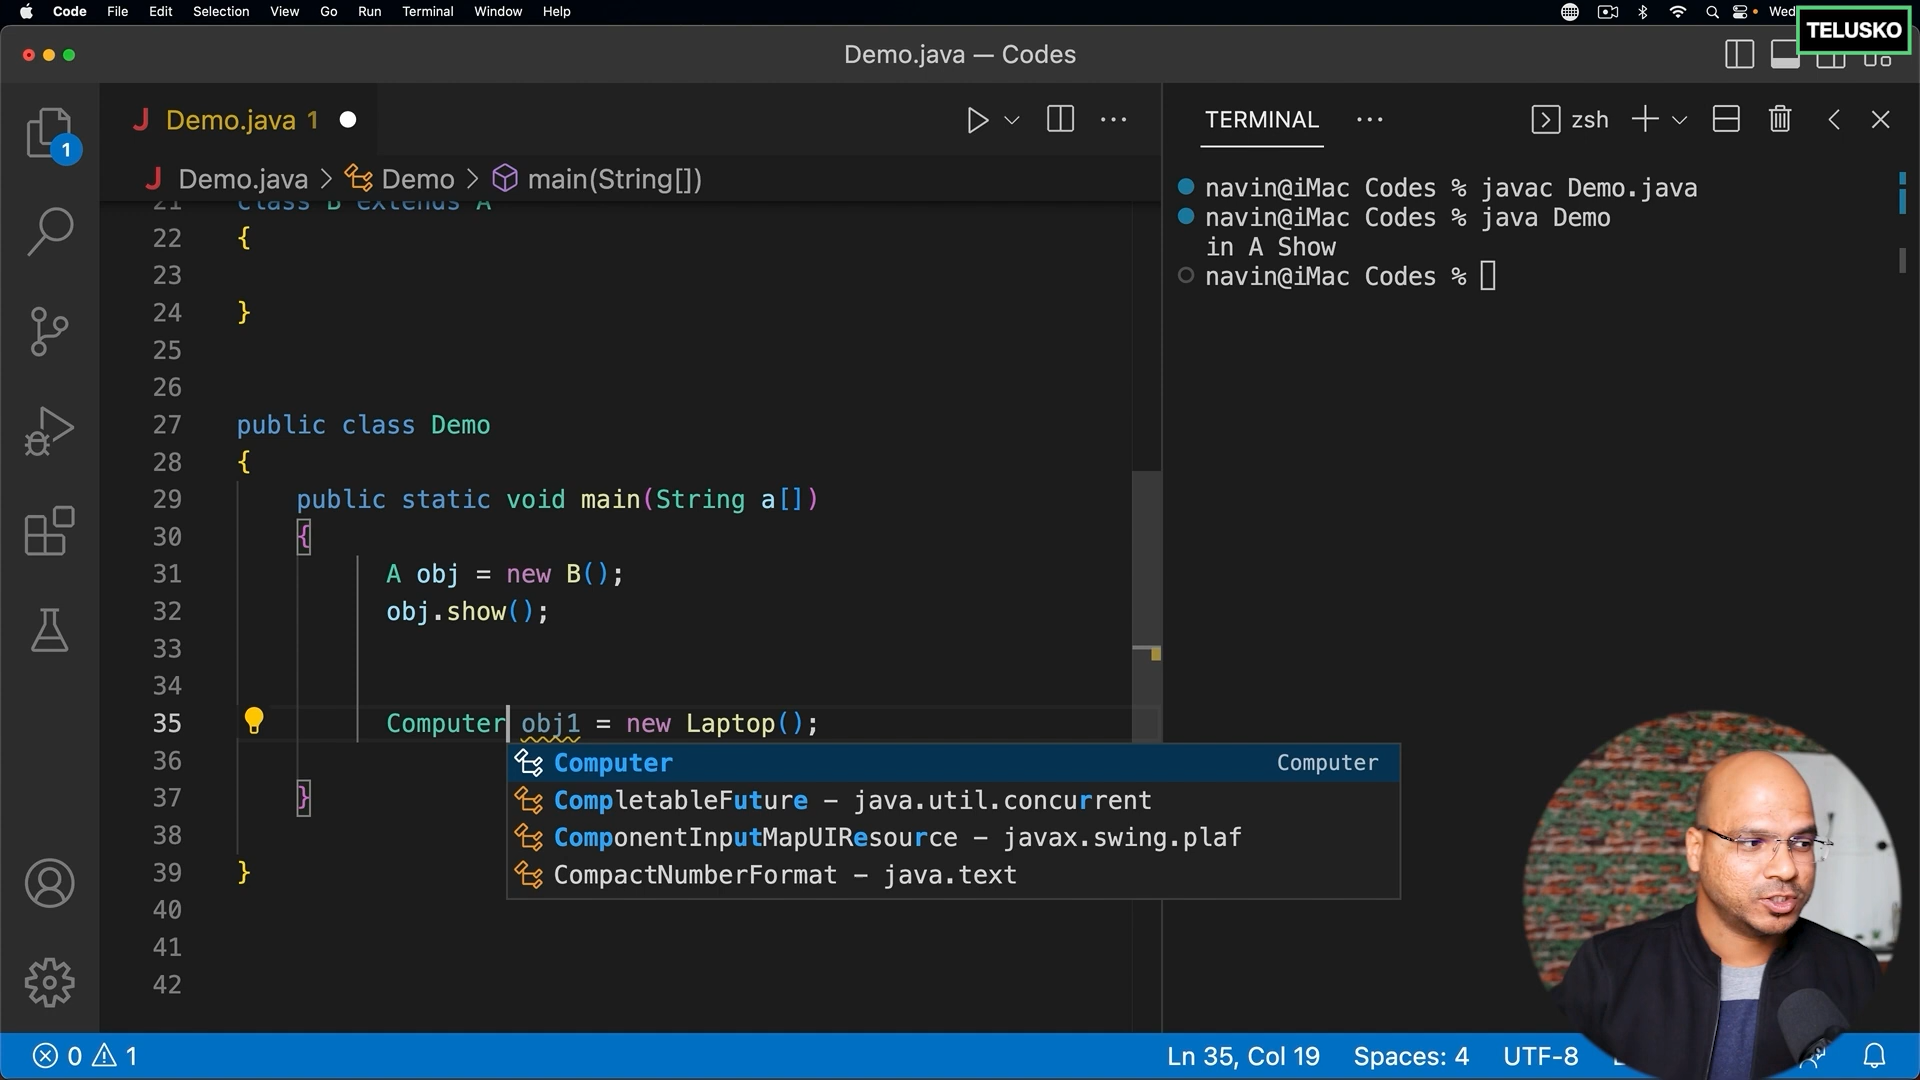 Code File Edit Selection View Go Run Terminal Window Help Wed
TELUSKO
Demo.java — Codes
Demo.java 1
Demo.java > Demo > main(String[])
TERMINAL
zsh
1
21 class B extends A
22 {
23
24 }
25
26
27 public class Demo
28 {
29 public static void main(String a[])
30 {
31 A obj = new B();
32 obj.show();
33
34
35 Computer obj1 = new Laptop();
36
37 }
38
39 }
40
41
42
Computer Computer
CompletableFuture – java.util.concurrent
ComponentInputMapUIResource – javax.swing.plaf
CompactNumberFormat – java.text
navin@iMac Codes % javac Demo.java
navin@iMac Codes % java Demo
in A Show
navin@iMac Codes %
0 1 Ln 35, Col 19 Spaces: 4 UTF-8